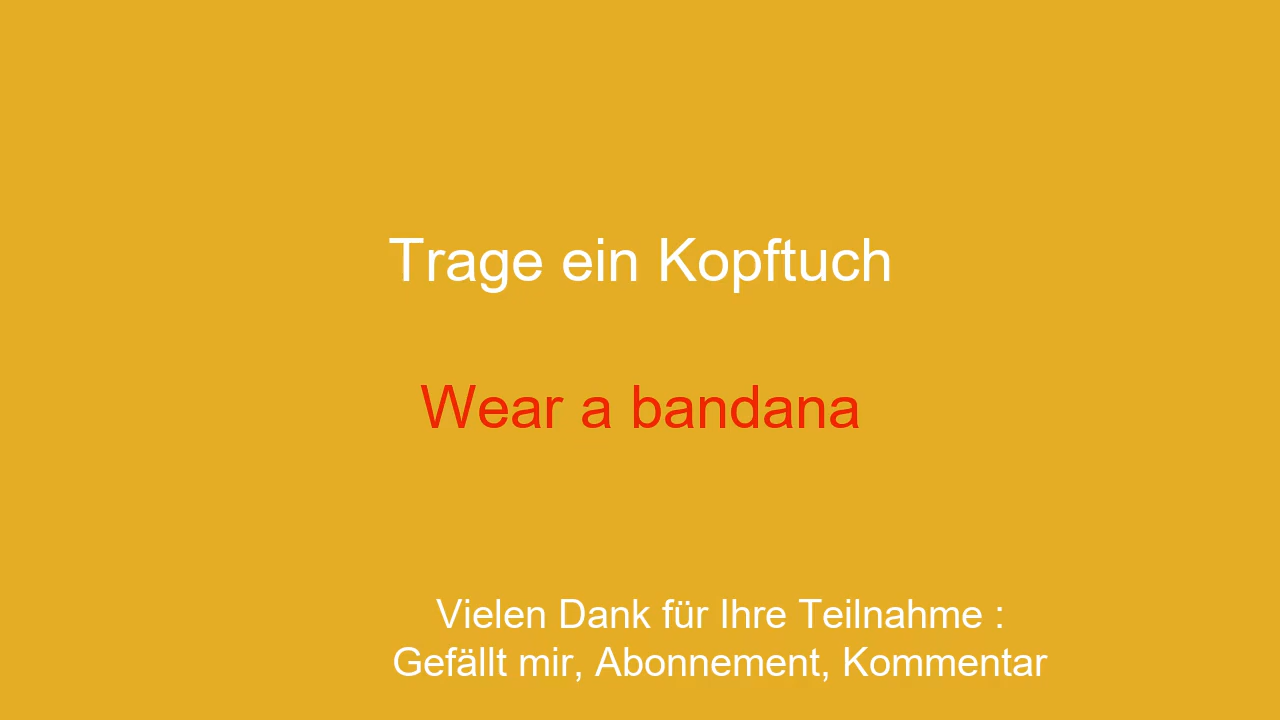 Trage ein Kopftuch
Wear a bandana
Vielen Dank für Ihre Teilnahme :
Gefällt mir, Abonnement, Kommentar